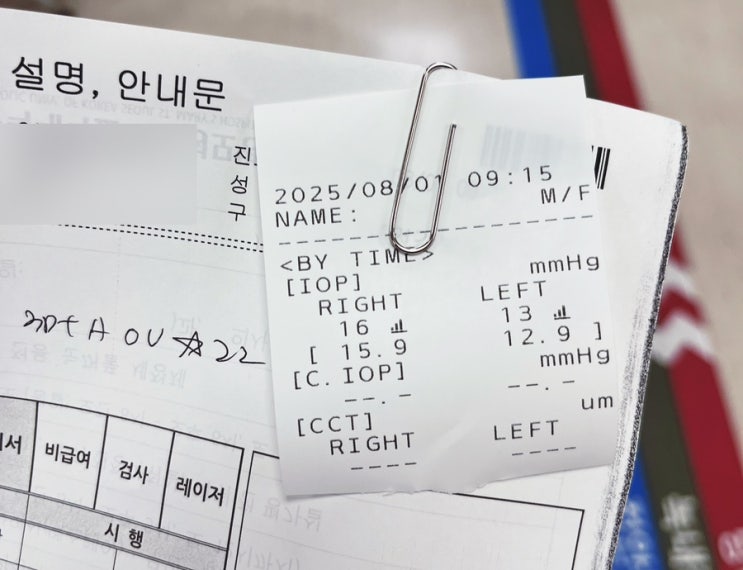 설명, 안내문
진
성
구
2025/08/01 09:15
NAME: M/F
<BY TIME>
[IOP] mmHg
RIGHT LEFT
16 13
[ 15.9 12.9 ]
[C. IOP] mmHg
--.- --.-
[CCT] um
RIGHT LEFT
---- ----
OU ☆ 22
서 비급여 검사 레이저
시 행